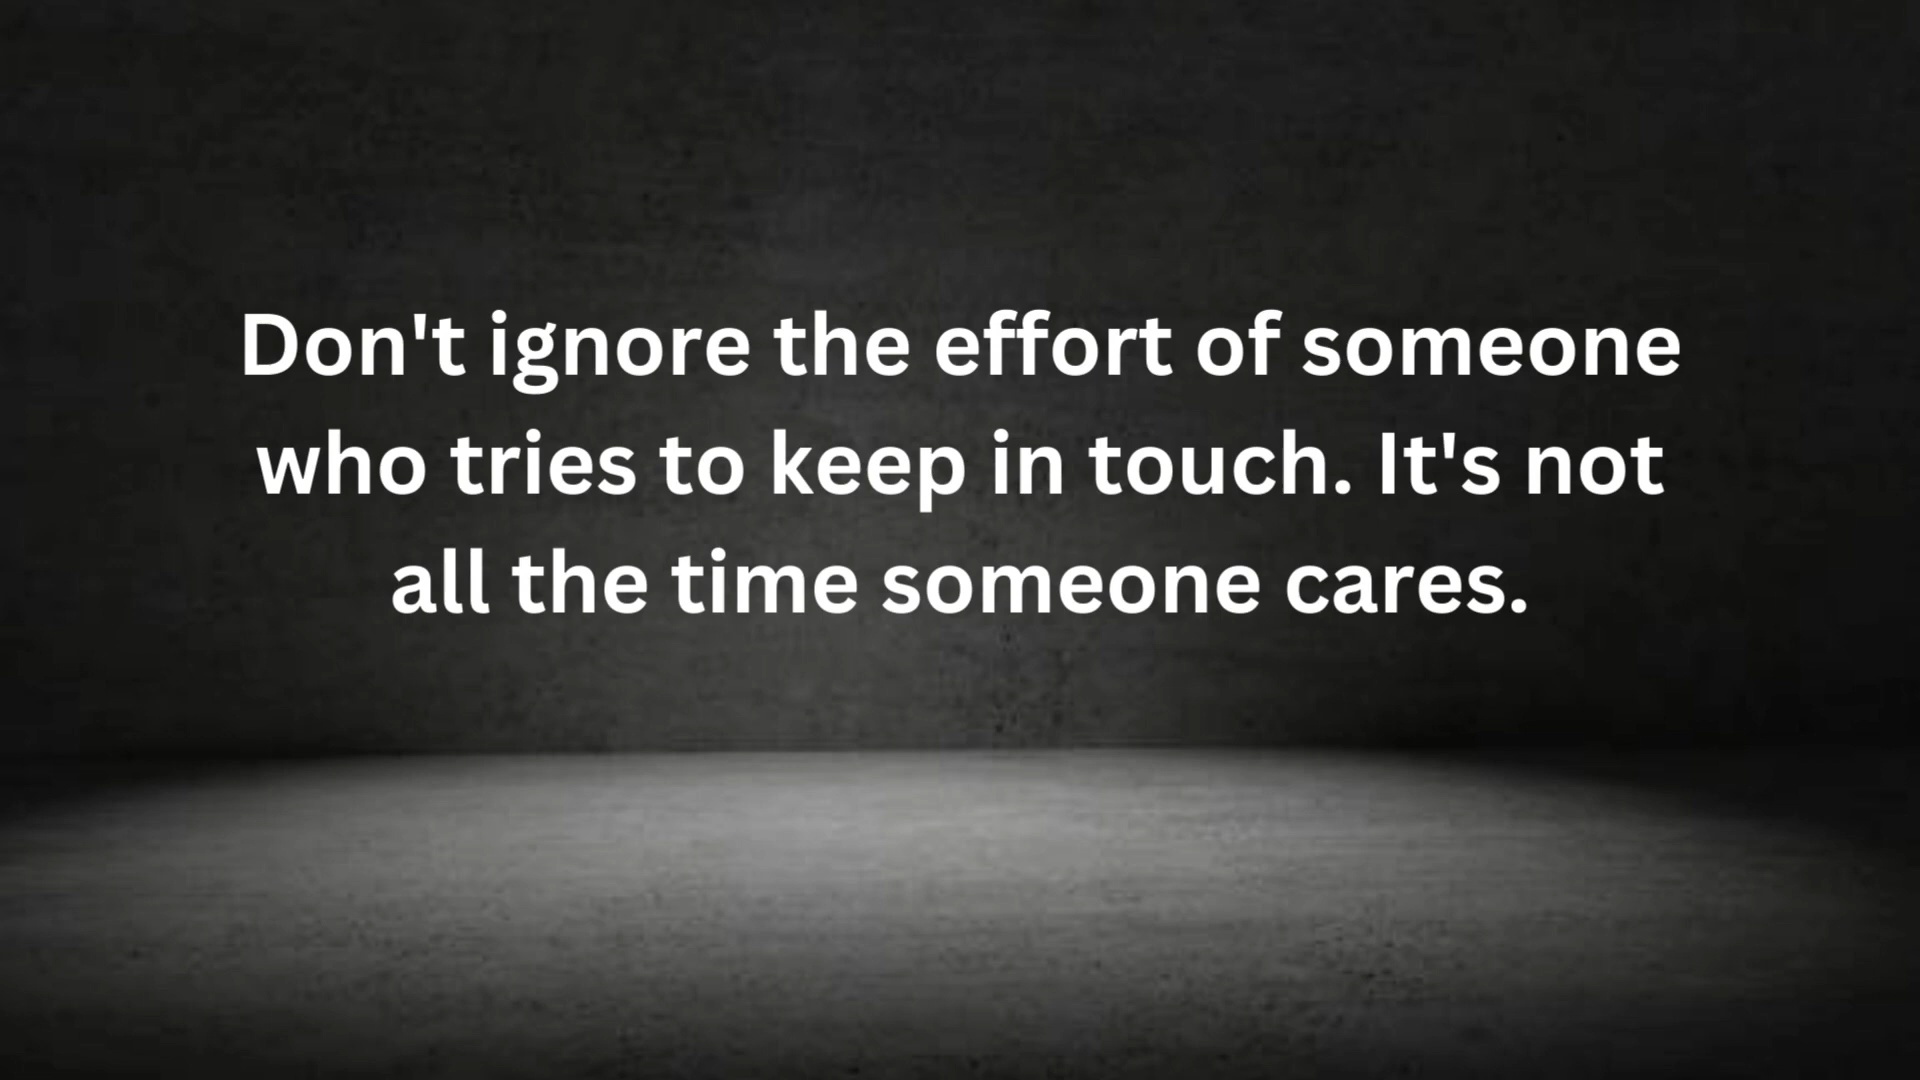 Don't ignore the effort of someone
who tries to keep in touch. It's not
all the time someone cares.